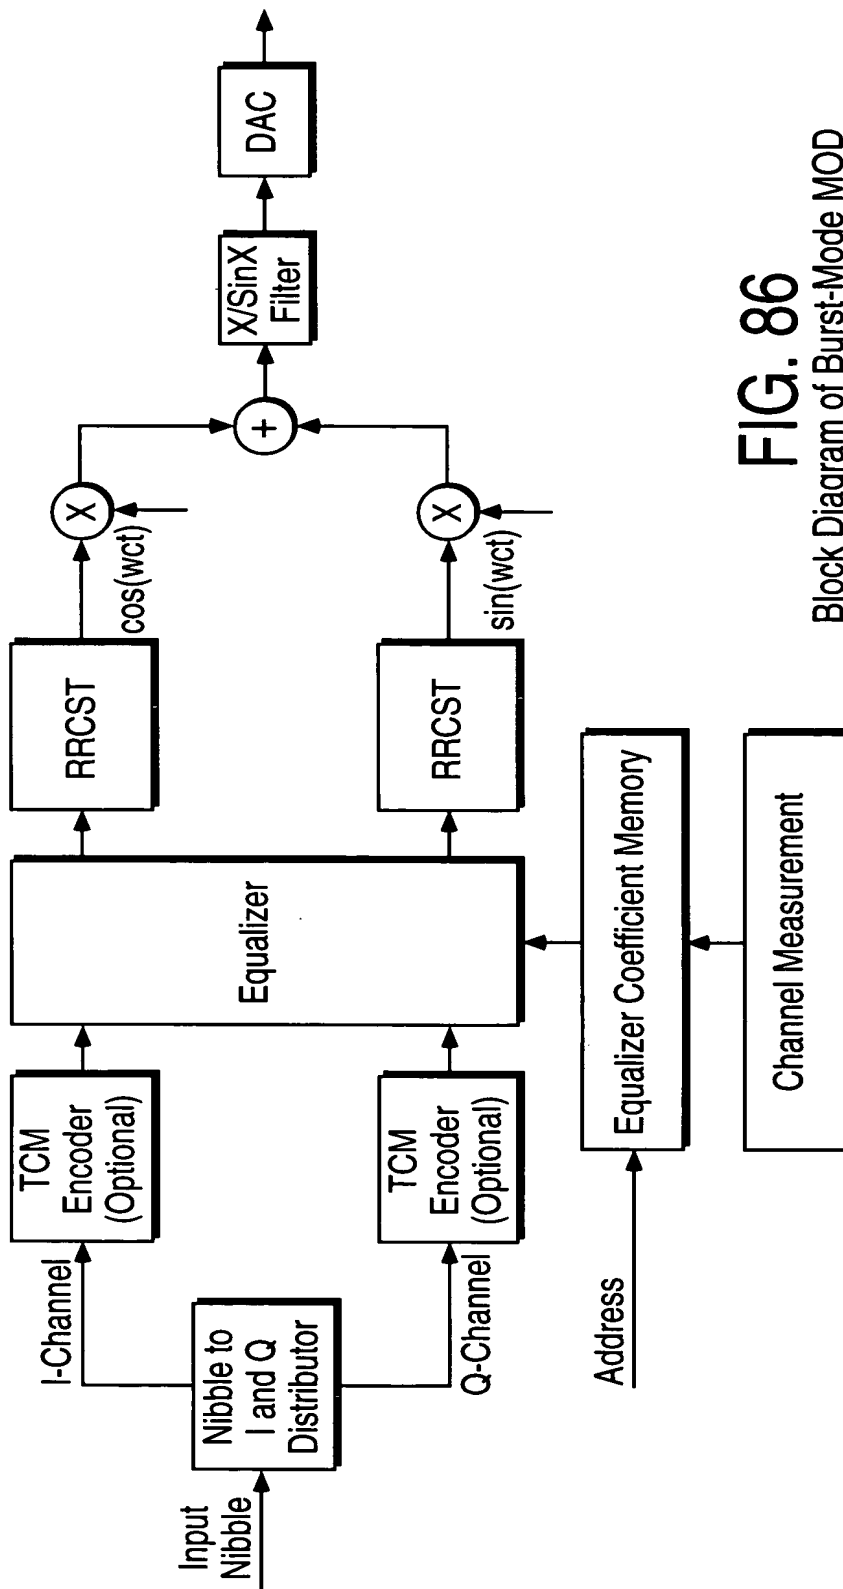 Input
Nibble
Nibble to
I and Q
Distributor
I-Channel
Q-Channel
TCM
Encoder
(Optional)
TCM
Encoder
(Optional)
Equalizer
RRCST
RRCST
cos(wct)
sin(wct)
X
X
+
X/SinX
Filter
DAC
Address
Equalizer Coefficient Memory
Channel Measurement
FIG. 86
Block Diagram of Burst-Mode MOD